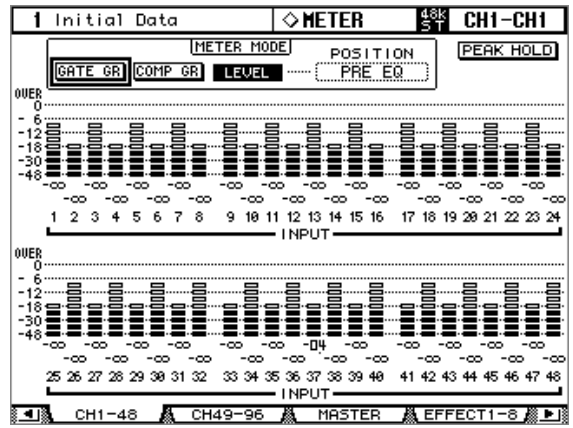 1 Initial Data ◇METER 48k ST CH1-CH1
METER MODE POSITION PEAK HOLD
GATE GR COMP GR LEVEL PRE EQ
OVER
0
- 6
-12
-18
-30
-48
-∞ -∞ -∞ -∞ -∞ -∞ -∞ -∞ -∞ -∞ -∞ -∞
-∞ -∞ -∞ -∞ -∞ -∞ -∞ -∞ -∞ -∞ -∞ -∞
1 2 3 4 5 6 7 8 9 10 11 12 13 14 15 16 17 18 19 20 21 22 23 24
INPUT
OVER
0
- 6
-12
-18
-30
-48
-∞ -∞ -∞ -∞ -∞ -∞ -04 -∞ -∞ -∞ -∞ -∞
-∞ -∞ -∞ -∞ -∞ -∞ -∞ -∞ -∞ -∞ -∞ -∞
25 26 27 28 29 30 31 32 33 34 35 36 37 38 39 40 41 42 43 44 45 46 47 48
INPUT
CH1-48 CH49-96 MASTER EFFECT1-8